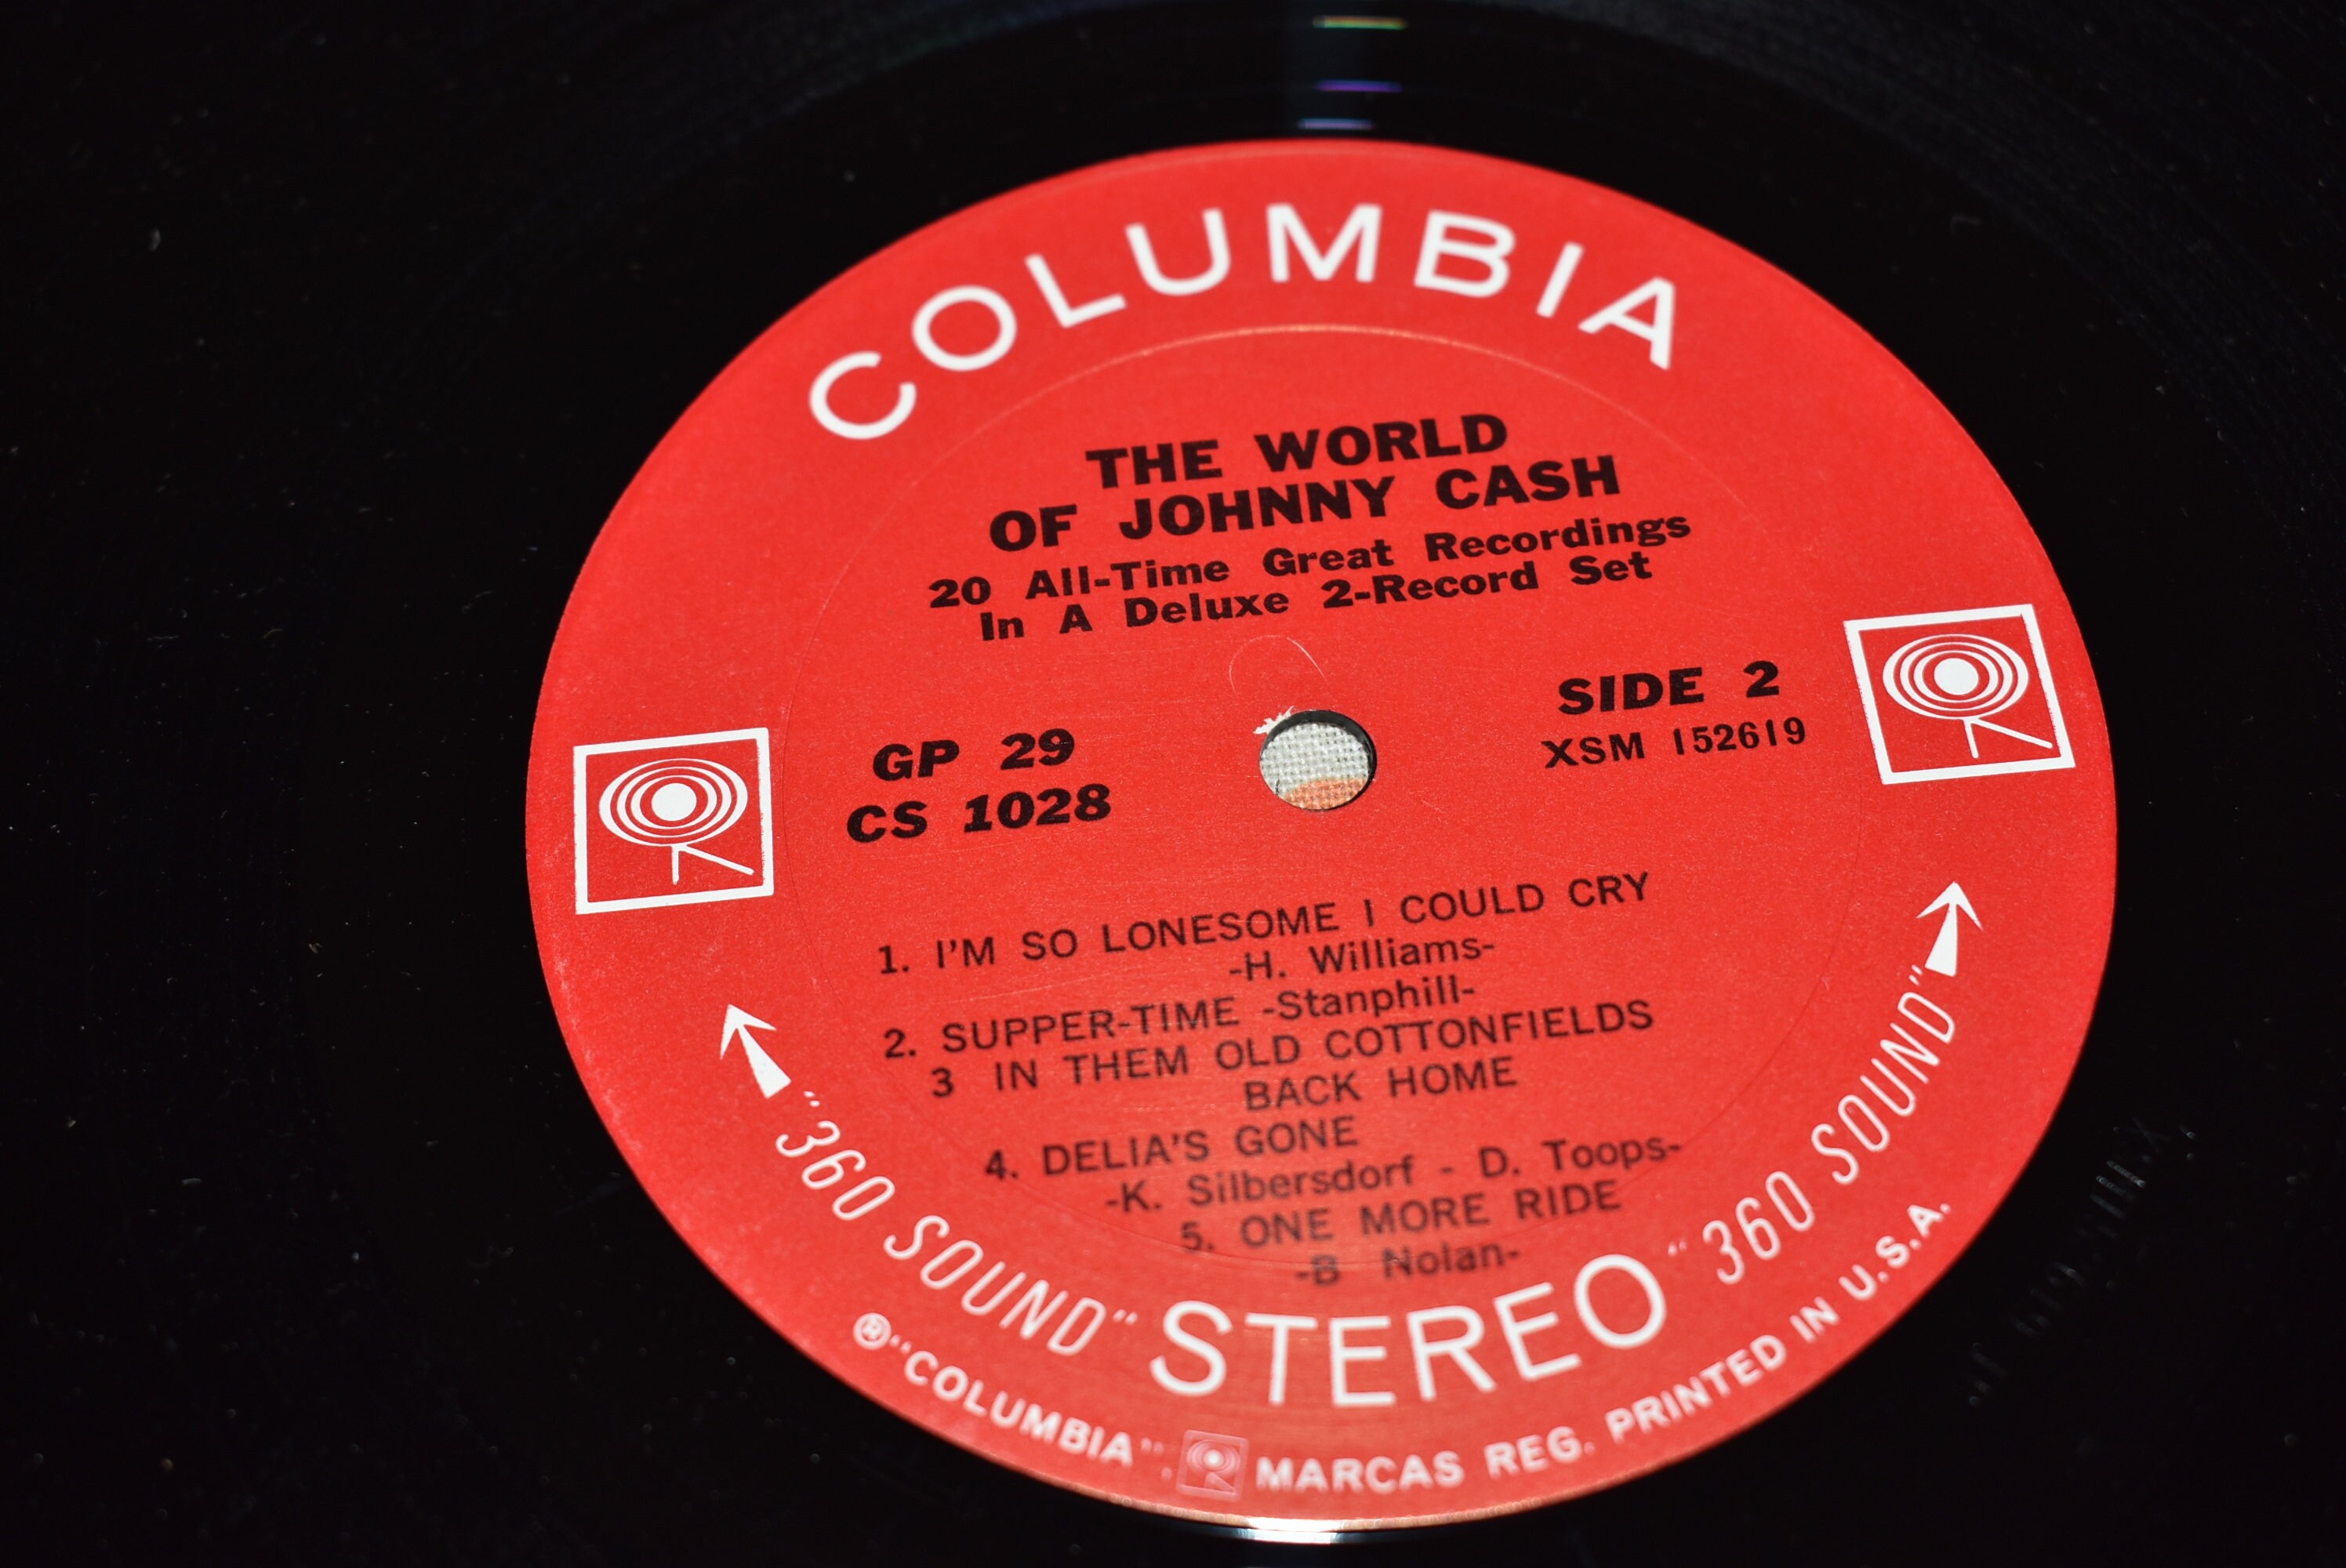 COLUMBIA
THE WORLD
OF JOHNNY CASH
20 All-Time Great Recordings
In A Deluxe 2-Record Set
GP 29
CS 1028
SIDE 2
XSM 152619
1. I'M SO LONESOME I COULD CRY
-H. Williams-
2. SUPPER-TIME -Stanphill-
3 IN THEM OLD COTTONFIELDS
BACK HOME
4. DELIA'S GONE
-K. Silbersdorf - D. Toops-
5. ONE MORE RIDE
-B Nolan-
"360 SOUND" STEREO "360 SOUND"
® "COLUMBIA", MARCAS REG. PRINTED IN U.S.A.